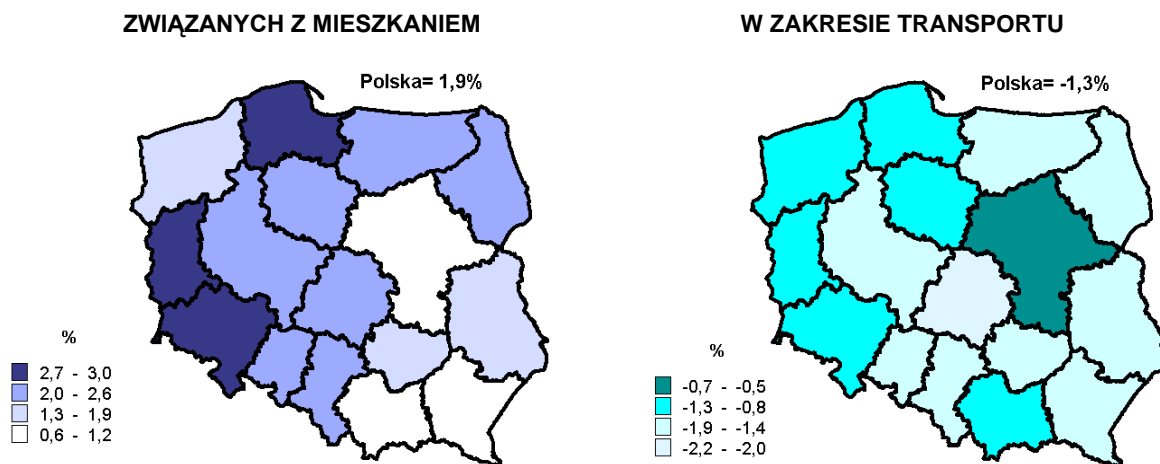 ZWIĄZANYCH Z MIESZKANIEM
Polska= 1,9%
%
2,7 - 3,0
2,0 - 2,6
1,3 - 1,9
0,6 - 1,2
W ZAKRESIE TRANSPORTU
Polska= -1,3%
%
-0,7 - -0,5
-1,3 - -0,8
-1,9 - -1,4
-2,2 - -2,0